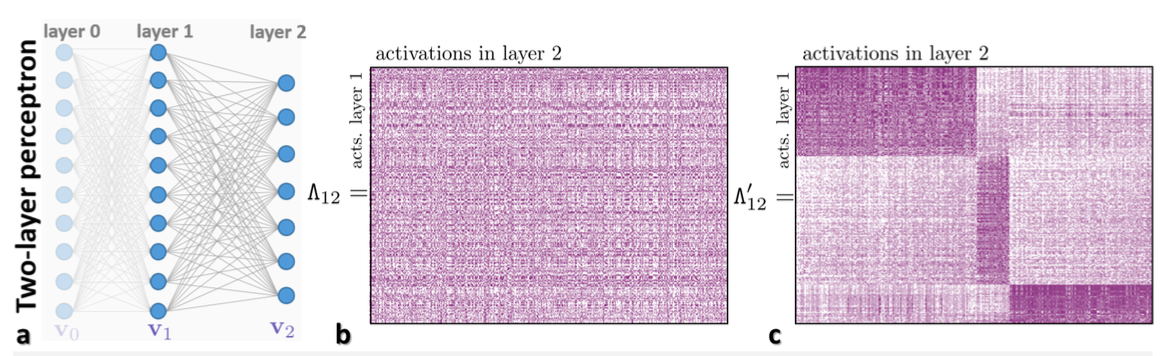 Two-layer perceptron
layer 0
layer 1
layer 2
v₀
v₁
v₂
a
activations in layer 2
acts. layer 1
Λ₁₂ =
b
activations in layer 2
acts. layer 1
Λ′₁₂ =
c